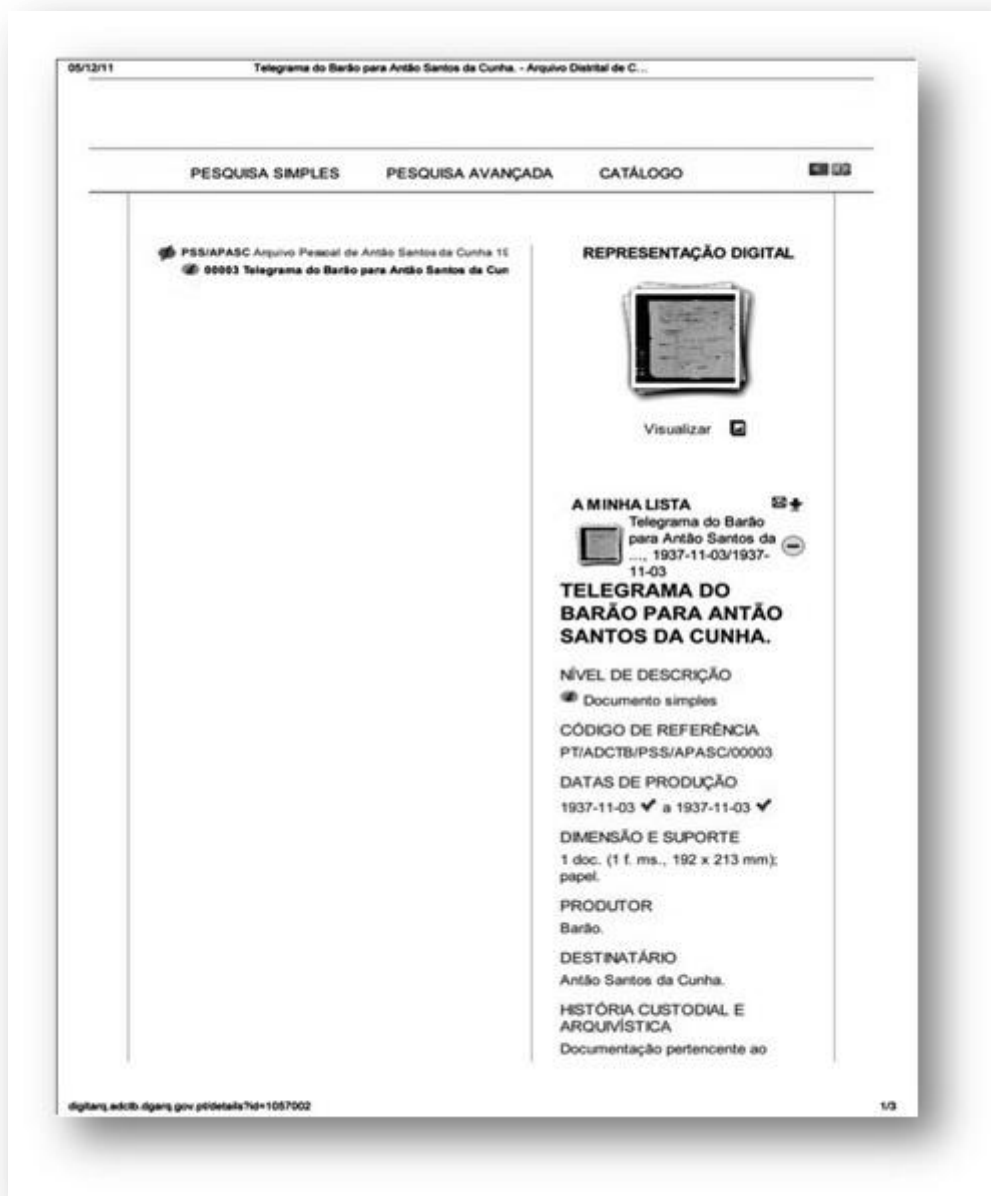 05/12/11 Telegrama do Barão para Antão Santos da Cunha. - Arquivo Distrital de C...
PESQUISA SIMPLES PESQUISA AVANÇADA CATÁLOGO
PSS/APASC Arquivo Pessoal de Antão Santos da Cunha 19
00003 Telegrama do Barão para Antão Santos da Cun
REPRESENTAÇÃO DIGITAL
Visualizar
A MINHA LISTA
Telegrama do Barão
para Antão Santos da
..., 1937-11-03/1937-
11-03
TELEGRAMA DO
BARÃO PARA ANTÃO
SANTOS DA CUNHA.
NÍVEL DE DESCRIÇÃO
Documento simples
CÓDIGO DE REFERÊNCIA
PT/ADCTB/PSS/APASC/00003
DATAS DE PRODUÇÃO
1937-11-03 ✔ a 1937-11-03 ✔
DIMENSÃO E SUPORTE
1 doc. (1 f. ms., 192 x 213 mm);
papel.
PRODUTOR
Barão.
DESTINATÁRIO
Antão Santos da Cunha.
HISTÓRIA CUSTODIAL E
ARQUIVÍSTICA
Documentação pertencente ao
digitarq.adctb.dgarq.gov.pt/details?id=1057002 1/3